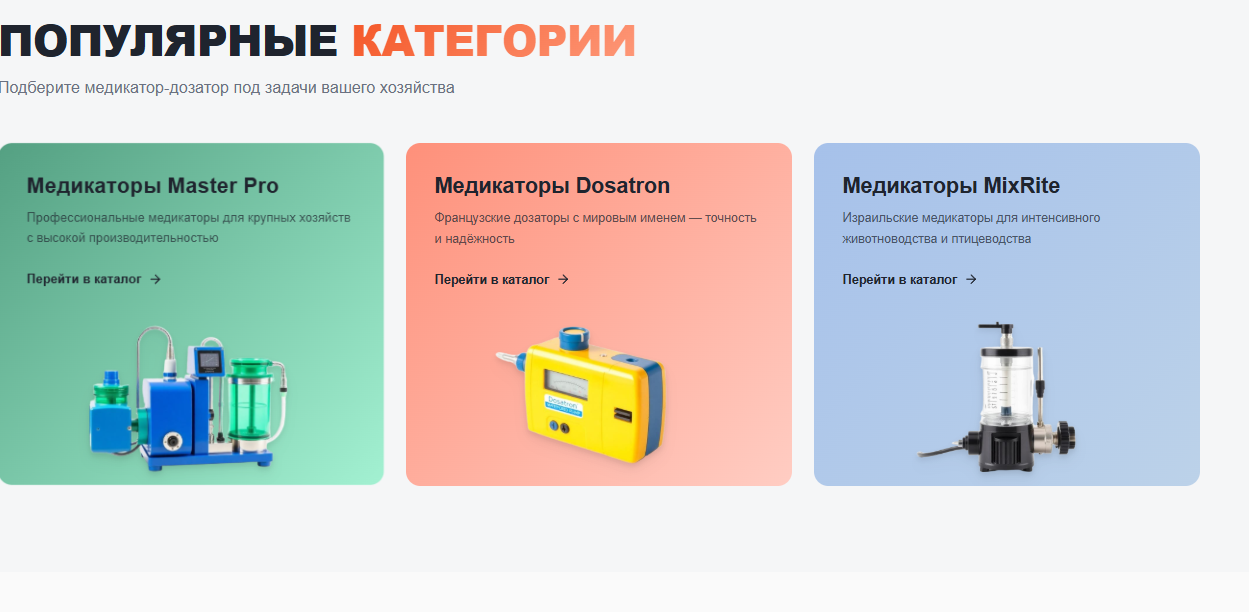 ПОПУЛЯРНЫЕ КАТЕГОРИИ
Подберите медикатор-дозатор под задачи вашего хозяйства
Медикаторы Master Pro
Профессиональные медикаторы для крупных хозяйств
с высокой производительностью
Перейти в каталог →
Медикаторы Dosatron
Французские дозаторы с мировым именем — точность
и надёжность
Перейти в каталог →
Dosatron
Медикаторы MixRite
Израильские медикаторы для интенсивного
животноводства и птицеводства
Перейти в каталог →